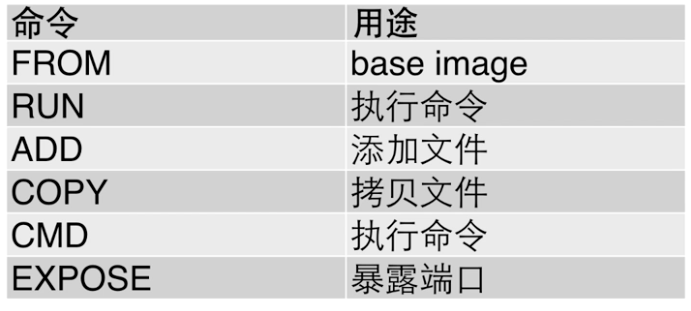 命令 用途
FROM base image
RUN 执行命令
ADD 添加文件
COPY 拷贝文件
CMD 执行命令
EXPOSE 暴露端口